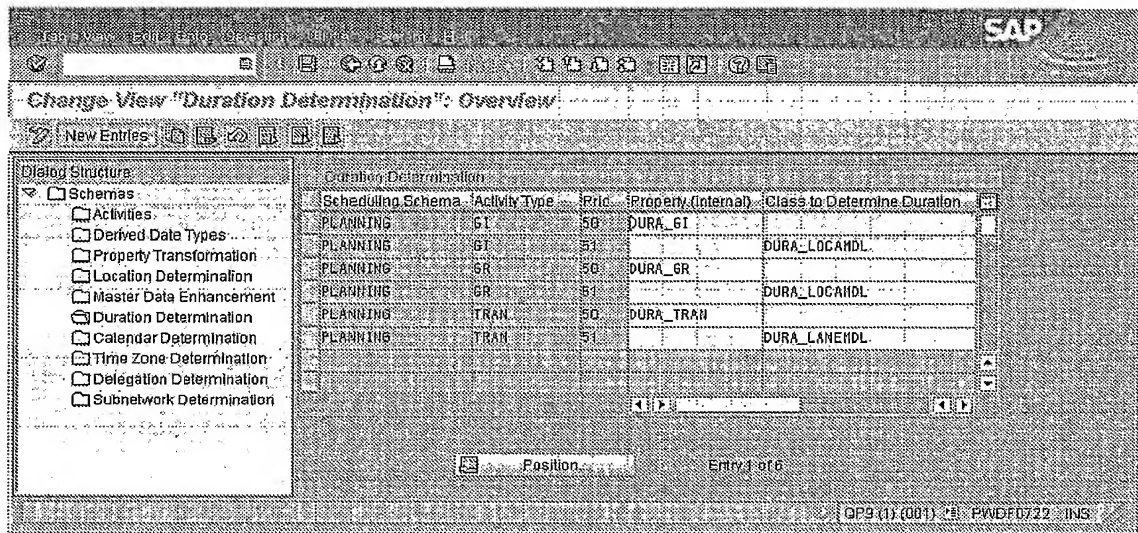 SAP
Change View "Duration Determination": Overview
New Entries
Dialog Structure
Schemas
Activities
Derived Date Types
Property Transformation
Location Determination
Master Data Enhancement
Duration Determination
Calendar Determination
Time Zone Determination
Delegation Determination
Subnetwork Determination
Duration Determination
Scheduling Schema Activity Type Prio. Property (Internal) Class to Determine Duration
PLANNING GI 50 DURA_GI
PLANNING GI 51 DURA_LOCAHDL
PLANNING GR 50 DURA_GR
PLANNING GR 51 DURA_LOCAHDL
PLANNING TRAN 50 DURA_TRAN
PLANNING TRAN 51 DURA_LANEHDL
Position...
Entry 1 of 6
QP9 (1) (001) PWDF0722 INS